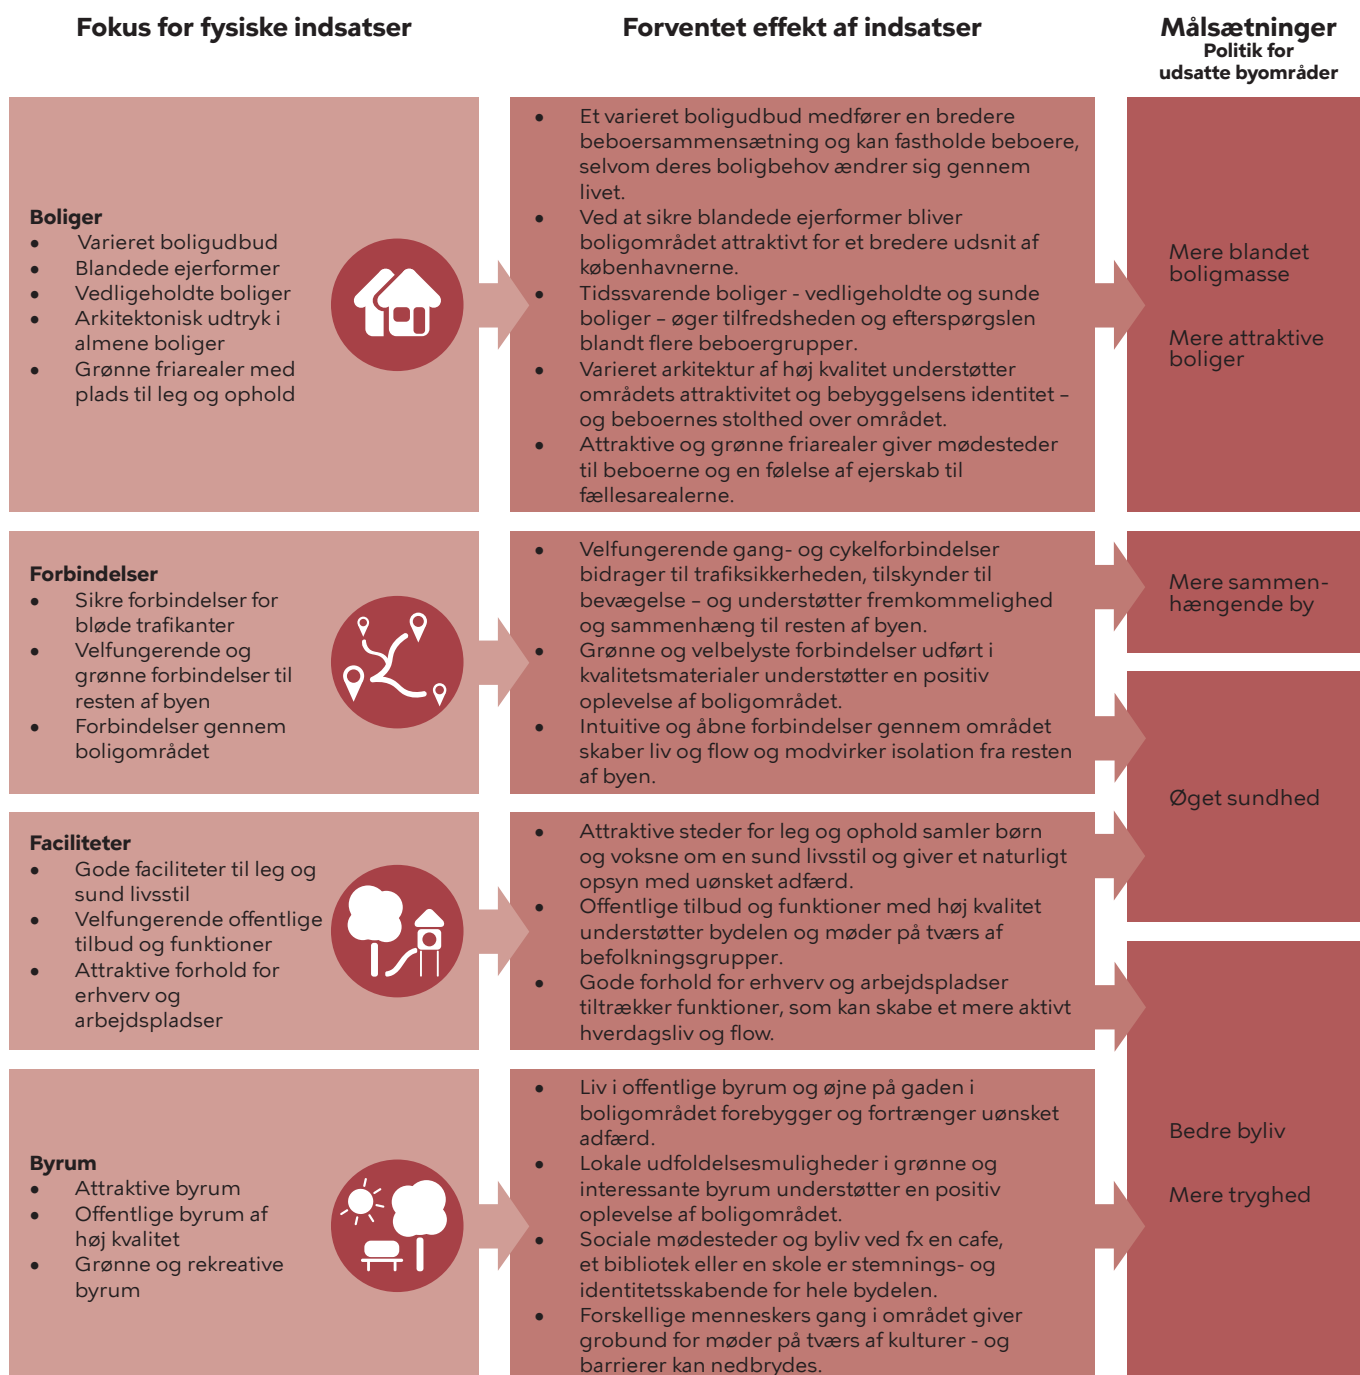 Fokus for fysiske indsatser
Forventet effekt af indsatser
Målsætninger
Politik for
udsatte byområder
Boliger
• Varieret boligudbud
• Blandede ejerformer
• Vedligeholdte boliger
• Arkitektonisk udtryk i
almene boliger
• Grønne friarealer med
plads til leg og ophold
• Et varieret boligudbud medfører en bredere
beboersammensætning og kan fastholde beboere,
selvom deres boligbehov ændrer sig gennem
livet.
• Ved at sikre blandede ejerformer bliver
boligområdet attraktivt for et bredere udsnit af
københavnerne.
• Tidssvarende boliger - vedligeholdte og sunde
boliger – øger tilfredsheden og efterspørgslen
blandt flere beboergrupper.
• Varieret arkitektur af høj kvalitet understøtter
områdets attraktivitet og bebyggelsens identitet –
og beboernes stolthed over området.
• Attraktive og grønne friarealer giver mødesteder
til beboerne og en følelse af ejerskab til
fællesarealerne.
Mere blandet
boligmasse
Mere attraktive
boliger
Forbindelser
• Sikre forbindelser for
bløde trafikanter
• Velfungerende og
grønne forbindelser til
resten af byen
• Forbindelser gennem
boligområdet
• Velfungerende gang- og cykelforbindelser
bidrager til trafiksikkerheden, tilskynder til
bevægelse – og understøtter fremkommelighed
og sammenhæng til resten af byen.
• Grønne og velbelyste forbindelser udført i
kvalitetsmaterialer understøtter en positiv
oplevelse af boligområdet.
• Intuitive og åbne forbindelser gennem området
skaber liv og flow og modvirker isolation fra resten
af byen.
Mere sammen-
hængende by
Øget sundhed
Faciliteter
• Gode faciliteter til leg og
sund livsstil
• Velfungerende offentlige
tilbud og funktioner
• Attraktive forhold for
erhverv og
arbejdspladser
• Attraktive steder for leg og ophold samler børn
og voksne om en sund livsstil og giver et naturligt
opsyn med uønsket adfærd.
• Offentlige tilbud og funktioner med høj kvalitet
understøtter bydelen og møder på tværs af
befolkningsgrupper.
• Gode forhold for erhverv og arbejdspladser
tiltrækker funktioner, som kan skabe et mere aktivt
hverdagsliv og flow.
Byrum
• Attraktive byrum
• Offentlige byrum af
høj kvalitet
• Grønne og rekreative
byrum
• Liv i offentlige byrum og øjne på gaden i
boligområdet forebygger og fortrænger uønsket
adfærd.
• Lokale udfoldelsesmuligheder i grønne og
interessante byrum understøtter en positiv
oplevelse af boligområdet.
• Sociale mødesteder og byliv ved fx en cafe,
et bibliotek eller en skole er stemnings- og
identitetsskabende for hele bydelen.
• Forskellige menneskers gang i området giver
grobund for møder på tværs af kulturer - og
barrierer kan nedbrydes.
Bedre byliv
Mere tryghed